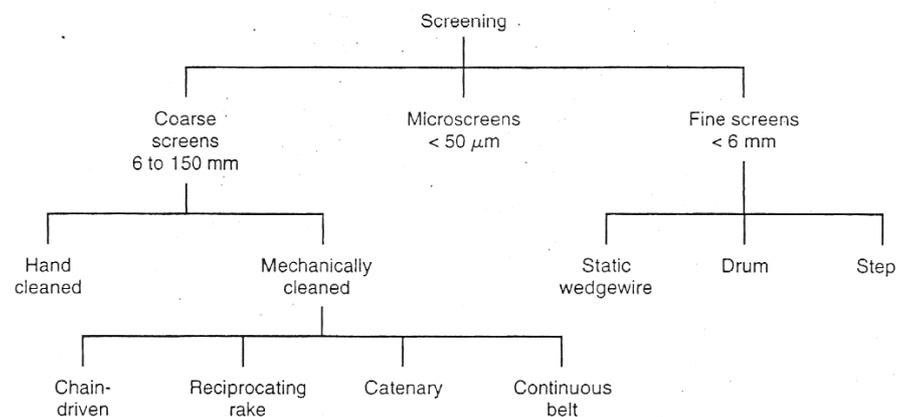 Screening
Coarse
screens
6 to 150 mm
Microscreens
< 50 μm
Fine screens
< 6 mm
Hand
cleaned
Mechanically
cleaned
Static
wedgewire
Drum
Step
Chain-
driven
Reciprocating
rake
Catenary
Continuous
belt